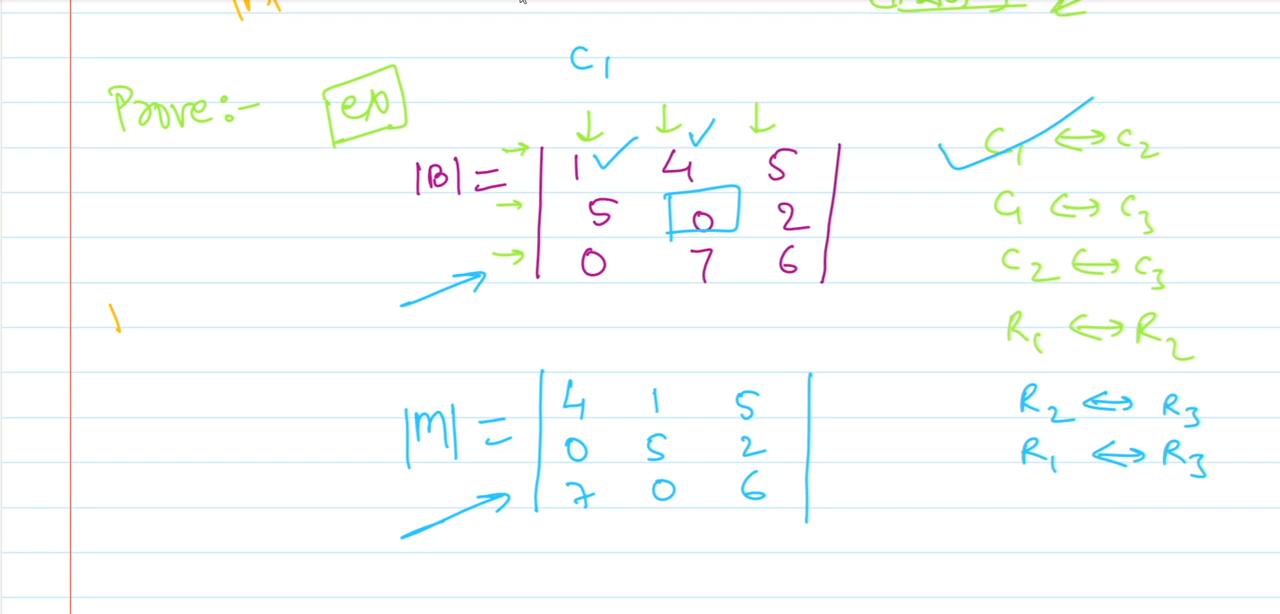 C₁
Prove:- ex
|B| = | 1 4 5 |
| 5 0 2 |
| 0 7 6 |
C₁ ↔ C₂
C₁ ↔ C₃
C₂ ↔ C₃
R₁ ↔ R₂
R₂ ↔ R₃
R₁ ↔ R₃
|M| = | 4 1 5 |
| 0 5 2 |
| 7 0 6 |